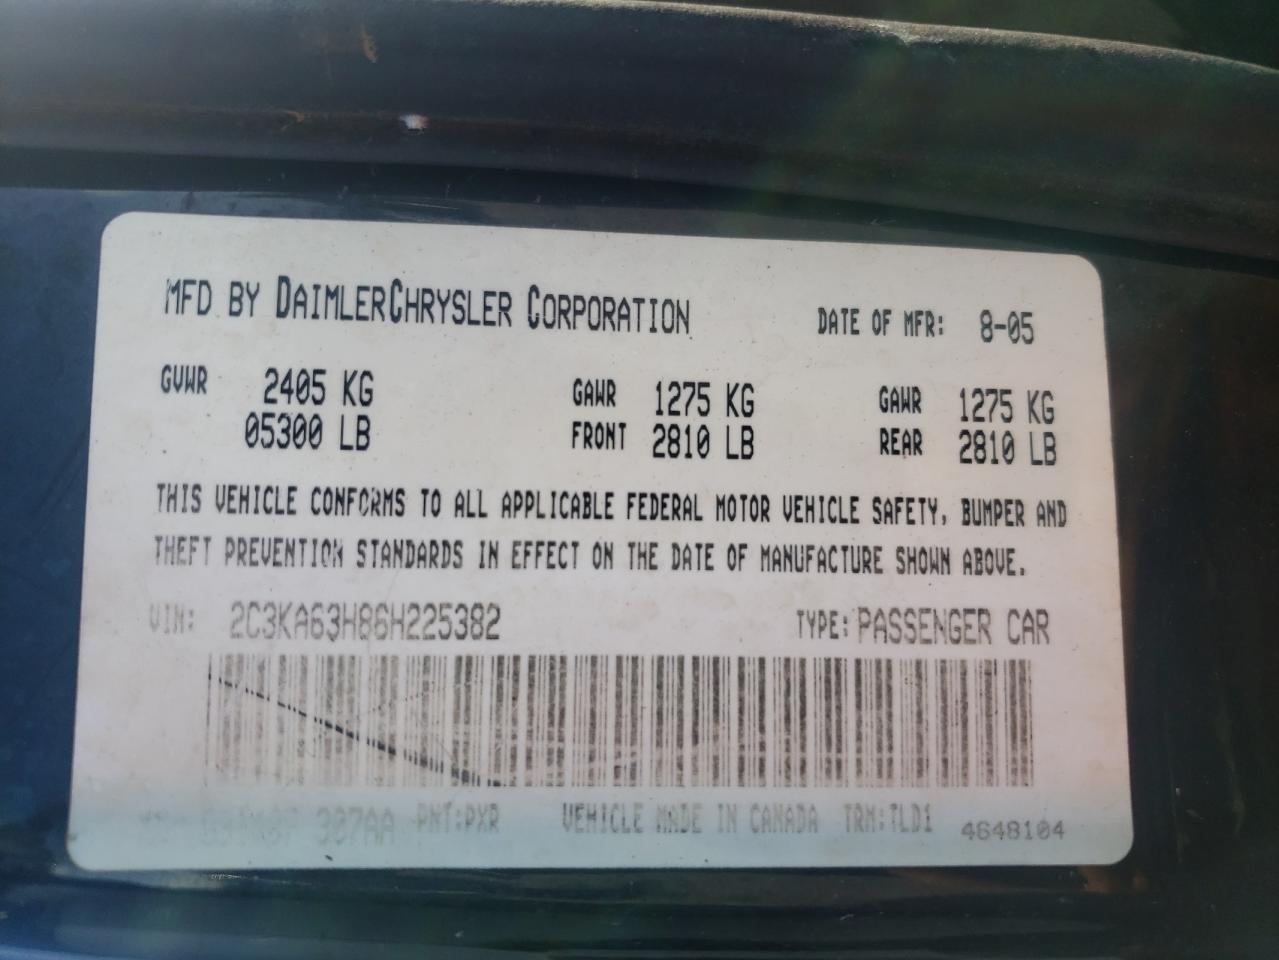 MFD BY DAIMLERCHRYSLER CORPORATION DATE OF MFR: 8-05
GVWR 2405 KG GAWR 1275 KG GAWR 1275 KG
05300 LB FRONT 2810 LB REAR 2810 LB
THIS VEHICLE CONFORMS TO ALL APPLICABLE FEDERAL MOTOR VEHICLE SAFETY, BUMPER AND
THEFT PREVENTION STANDARDS IN EFFECT ON THE DATE OF MANUFACTURE SHOWN ABOVE.
VIN: 2C3KA63H86H225382 TYPE: PASSENGER CAR
307AA PNT:PXR VEHICLE MADE IN CANADA TRM:TLD1 4648104